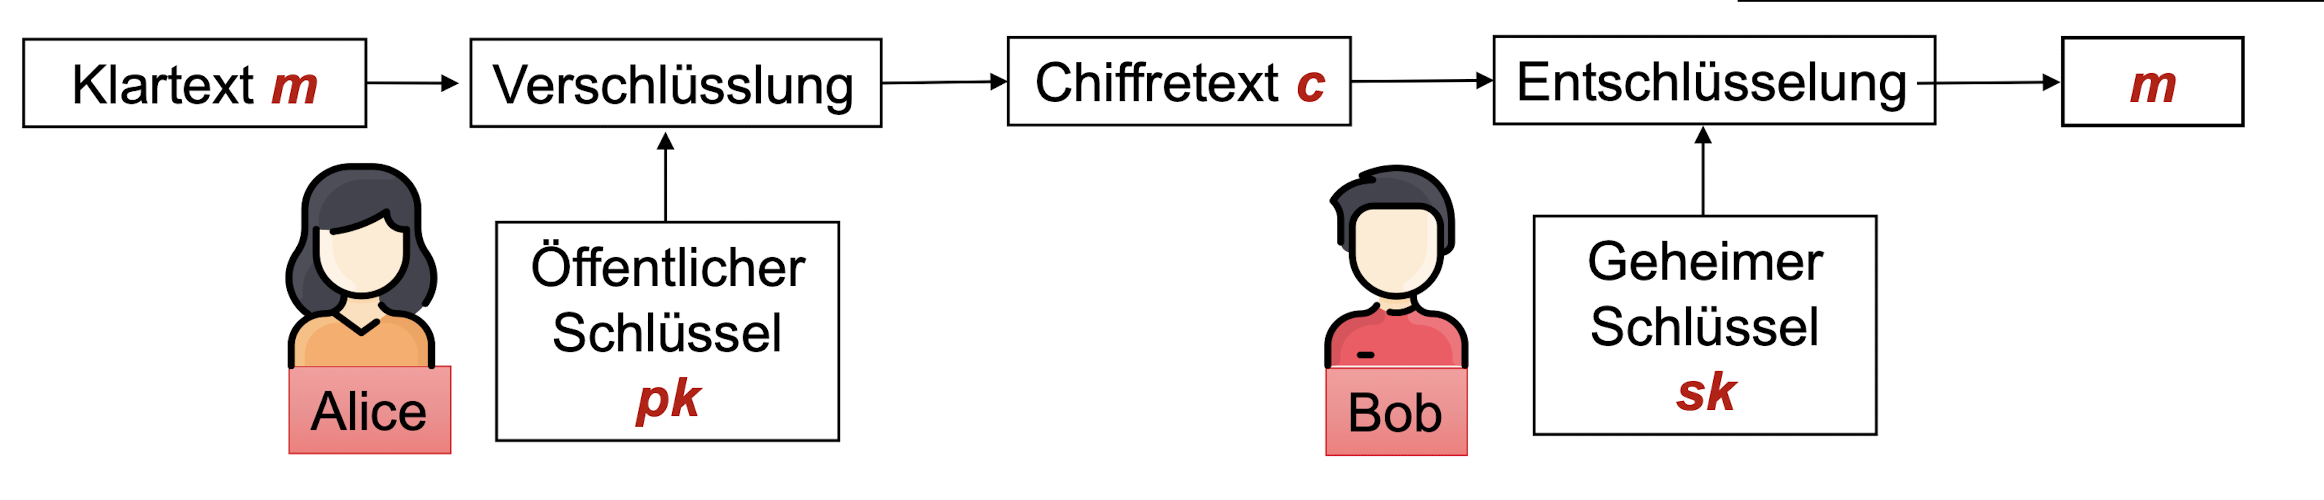 Klartext m
Verschlüsslung
Chiffretext c
Entschlüsselung
m
Öffentlicher
Schlüssel
pk
Geheimer
Schlüssel
sk
Alice
Bob